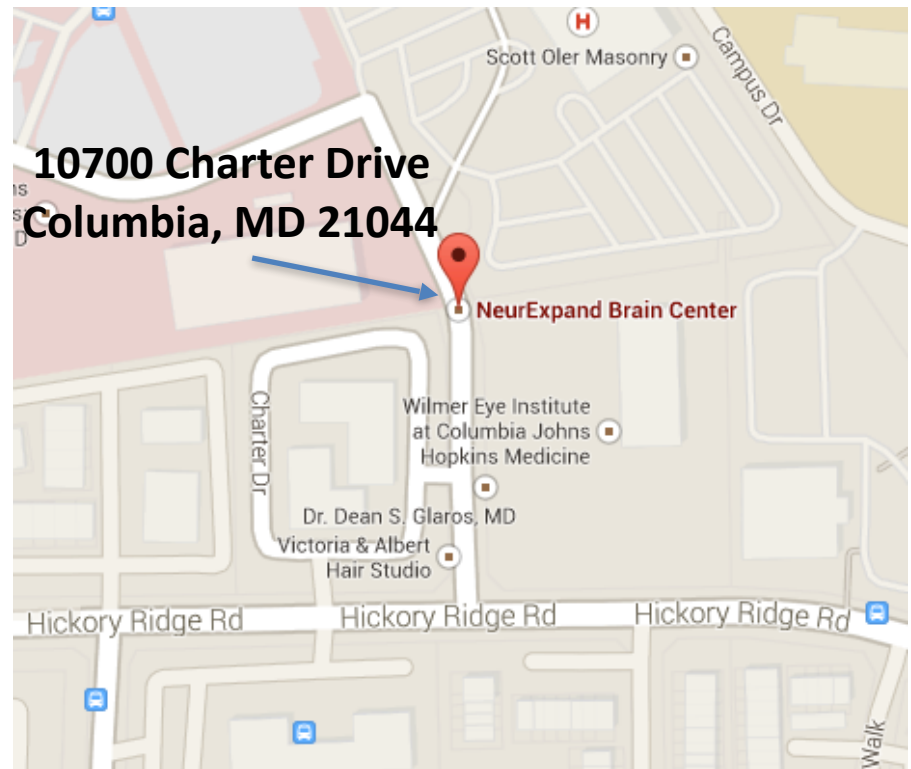 H
Scott Oler Masonry
Campus Dr
10700 Charter Drive
Columbia, MD 21044
ns
s
D
NeurExpand Brain Center
Charter Dr
Wilmer Eye Institute
at Columbia Johns
Hopkins Medicine
Dr. Dean S. Glaros, MD
Victoria & Albert
Hair Studio
Hickory Ridge Rd
Hickory Ridge Rd
Hickory Ridge Rd
Walk